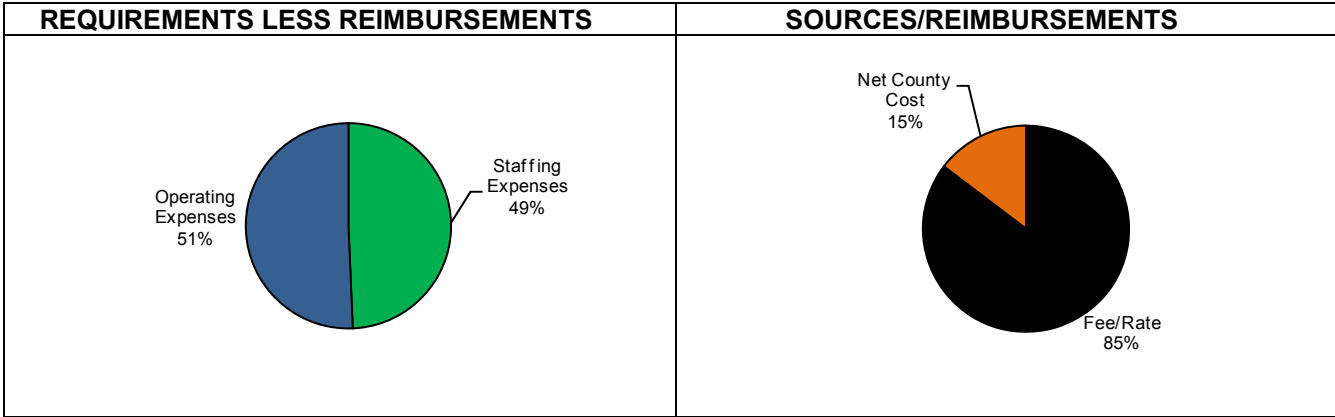 REQUIREMENTS LESS REIMBURSEMENTS
SOURCES/REIMBURSEMENTS
Operating
Expenses
51%
Staffing
Expenses
49%
Net County
Cost
15%
Fee/Rate
85%